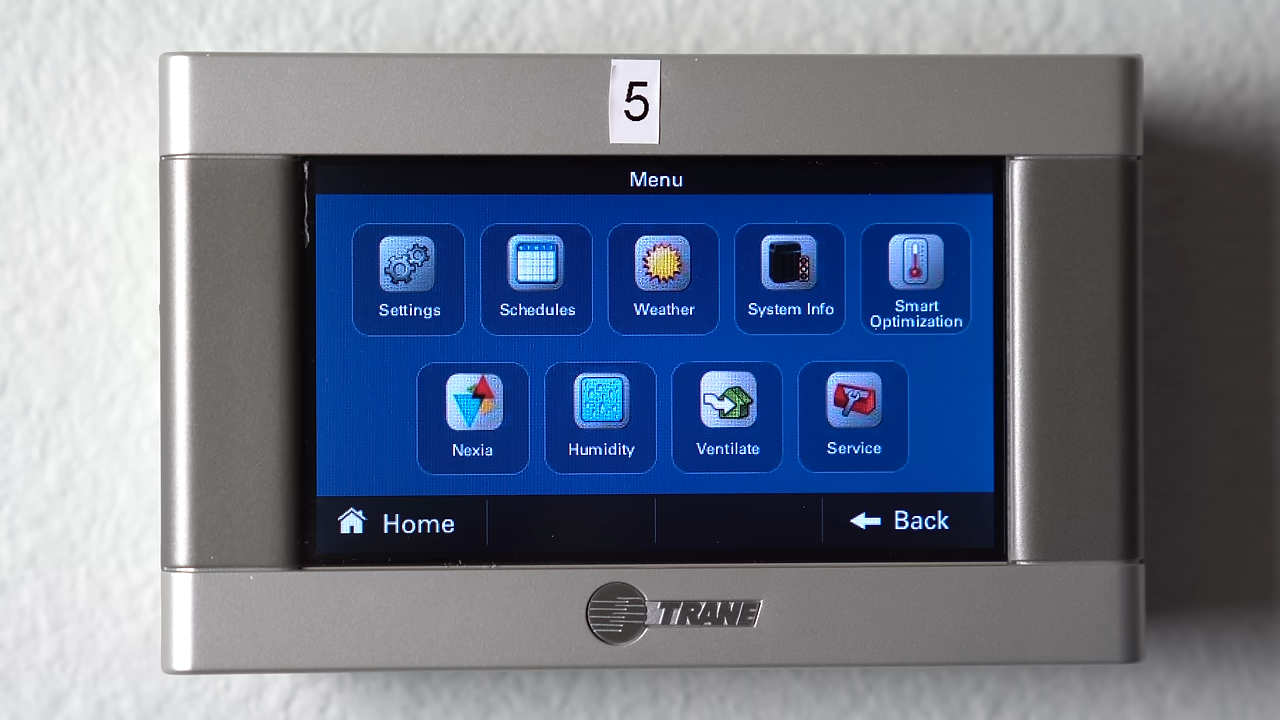 5
Menu
Settings
Schedules
Weather
System Info
Smart
Optimization
Nexia
Humidity
Ventilate
Service
Home
Back
TRANE